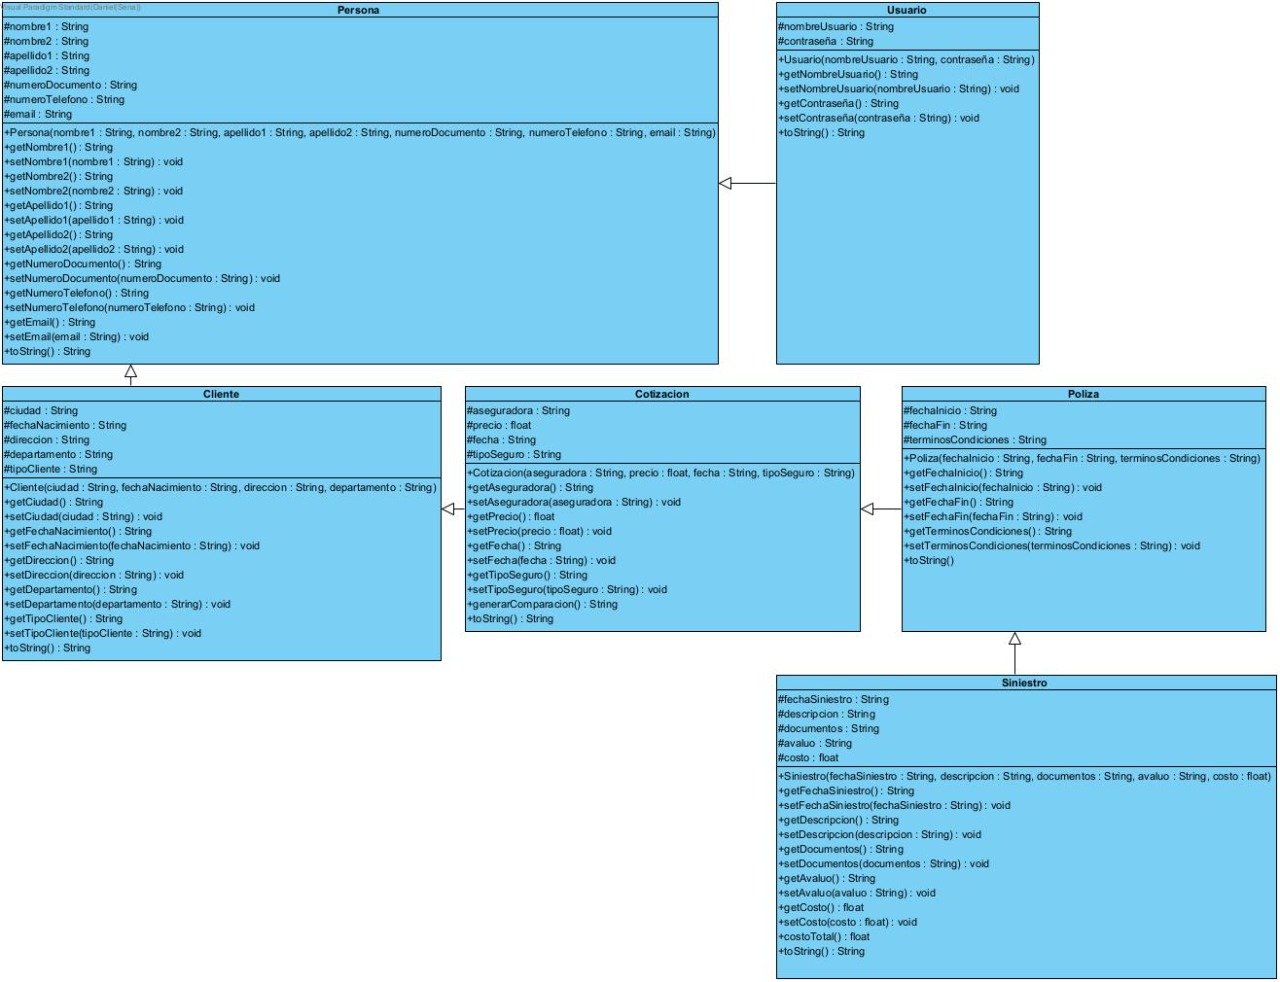 Visual Paradigm Standard(Daniel(Sena))
Persona
#nombre1 : String
#nombre2 : String
#apellido1 : String
#apellido2 : String
#numeroDocumento : String
#numeroTelefono : String
#email : String
+Persona(nombre1 : String, nombre2 : String, apellido1 : String, apellido2 : String, numeroDocumento : String, numeroTelefono : String, email : String)
+getNombre1() : String
+setNombre1(nombre1 : String) : void
+getNombre2() : String
+setNombre2(nombre2 : String) : void
+getApellido1() : String
+setApellido1(apellido1 : String) : void
+getApellido2() : String
+setApellido2(apellido2 : String) : void
+getNumeroDocumento() : String
+setNumeroDocumento(numeroDocumento : String) : void
+getNumeroTelefono() : String
+setNumeroTelefono(numeroTelefono : String) : void
+getEmail() : String
+setEmail(email : String) : void
+toString() : String
Usuario
#nombreUsuario : String
#contraseña : String
+Usuario(nombreUsuario : String, contraseña : String)
+getNombreUsuario() : String
+setNombreUsuario(nombreUsuario : String) : void
+getContraseña() : String
+setContraseña(contraseña : String) : void
+toString() : String
Cliente
#ciudad : String
#fechaNacimiento : String
#direccion : String
#departamento : String
#tipoCliente : String
+Cliente(ciudad : String, fechaNacimiento : String, direccion : String, departamento : String)
+getCiudad() : String
+setCiudad(ciudad : String) : void
+getFechaNacimiento() : String
+setFechaNacimiento(fechaNacimiento : String) : void
+getDireccion() : String
+setDireccion(direccion : String) : void
+getDepartamento() : String
+setDepartamento(departamento : String) : void
+getTipoCliente() : String
+setTipoCliente(tipoCliente : String) : void
+toString() : String
Cotizacion
#aseguradora : String
#precio : float
#fecha : String
#tipoSeguro : String
+Cotizacion(aseguradora : String, precio : float, fecha : String, tipoSeguro : String)
+getAseguradora() : String
+setAseguradora(aseguradora : String) : void
+getPrecio() : float
+setPrecio(precio : float) : void
+getFecha() : String
+setFecha(fecha : String) : void
+getTipoSeguro() : String
+setTipoSeguro(tipoSeguro : String) : void
+generarComparacion() : String
+toString() : String
Poliza
#fechaInicio : String
#fechaFin : String
#terminosCondiciones : String
+Poliza(fechaInicio : String, fechaFin : String, terminosCondiciones : String)
+getFechaInicio() : String
+setFechaInicio(fechaInicio : String) : void
+getFechaFin() : String
+setFechaFin(fechaFin : String) : void
+getTerminosCondiciones() : String
+setTerminosCondiciones(terminosCondiciones : String) : void
+toString()
Siniestro
#fechaSiniestro : String
#descripcion : String
#documentos : String
#avaluo : String
#costo : float
+Siniestro(fechaSiniestro : String, descripcion : String, documentos : String, avaluo : String, costo : float)
+getFechaSiniestro() : String
+setFechaSiniestro(fechaSiniestro : String) : void
+getDescripcion() : String
+setDescripcion(descripcion : String) : void
+getDocumentos() : String
+setDocumentos(documentos : String) : void
+getAvaluo() : String
+setAvaluo(avaluo : String) : void
+getCosto() : float
+setCosto(costo : float) : void
+costoTotal() : float
+toString() : String